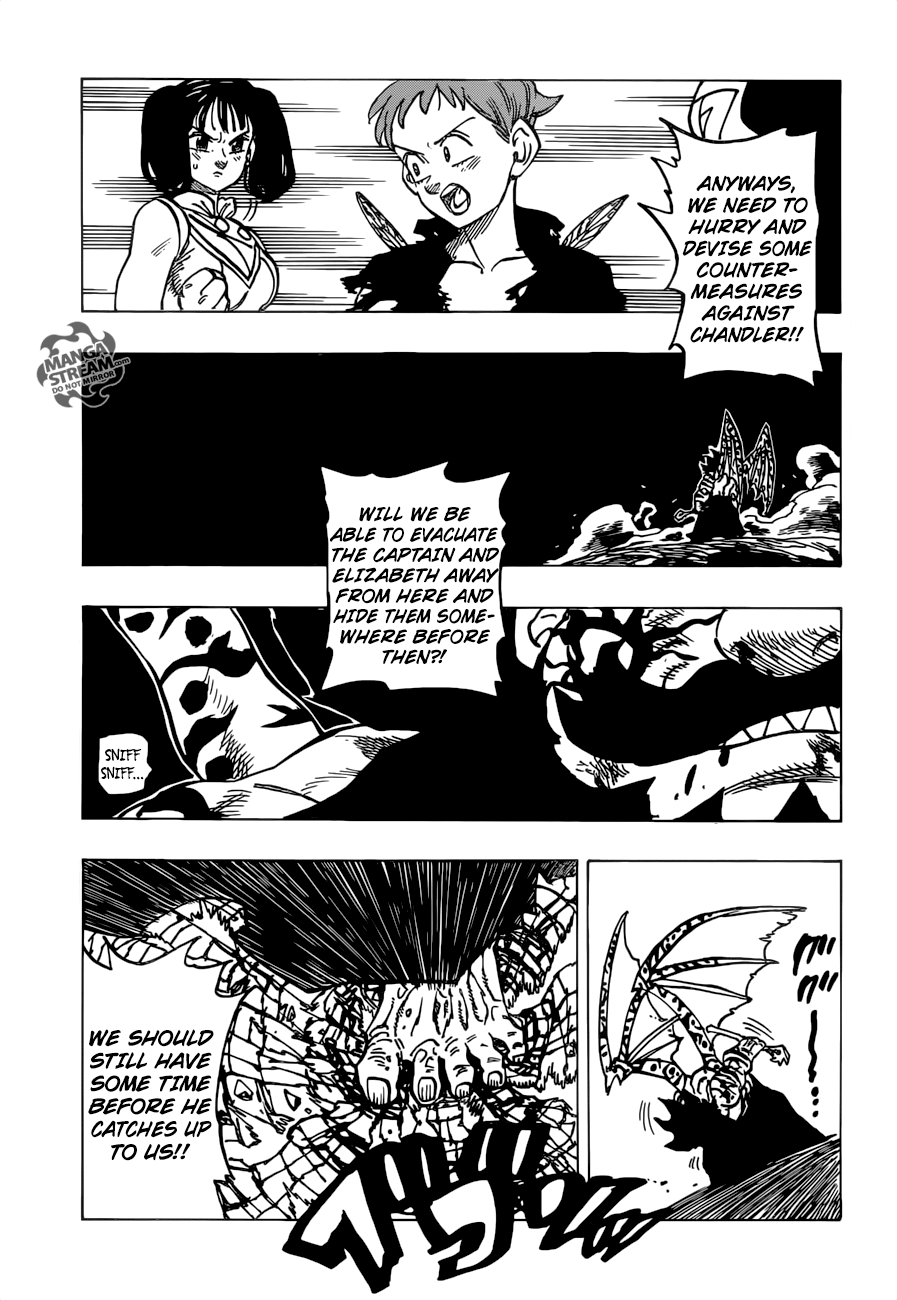 ANYWAYS,
WE NEED TO
HURRY AND
DEVISE SOME
COUNTER-
MEASURES
AGAINST
CHANDLER!!
MANGA
STREAM.com
DO NOT MIRROR
WILL WE BE
ABLE TO EVACUATE
THE CAPTAIN AND
ELIZABETH AWAY
FROM HERE AND
HIDE THEM SOME-
WHERE BEFORE
THEN?!
SNIFF
SNIFF...
WE SHOULD
STILL HAVE
SOME TIME
BEFORE HE
CATCHES UP
TO US!!